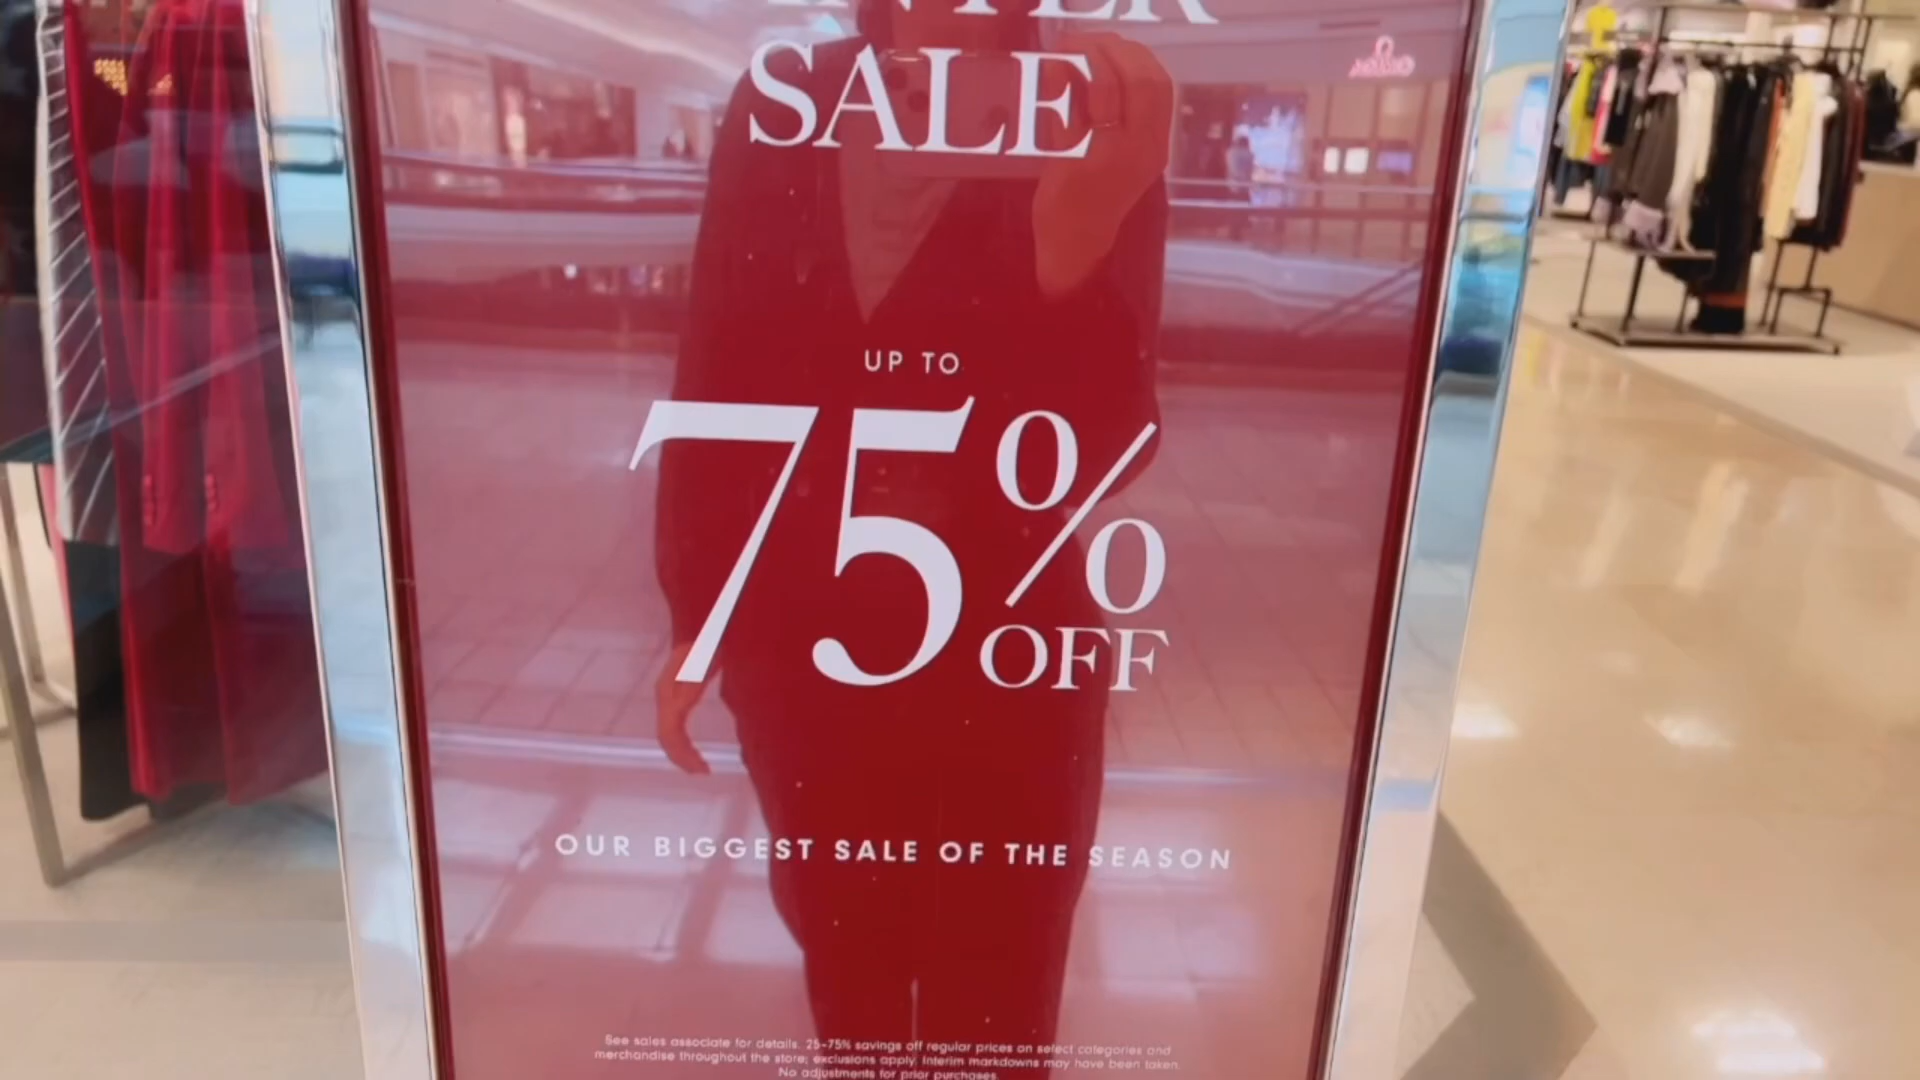 SALE
UP TO
75%
OFF
OUR BIGGEST SALE OF THE SEASON
See sales associate for details. 25-75% savings off regular prices on select categories and
merchandise throughout the store; exclusions apply. Interim markdowns may have been taken.
No adjustments for prior purchases.